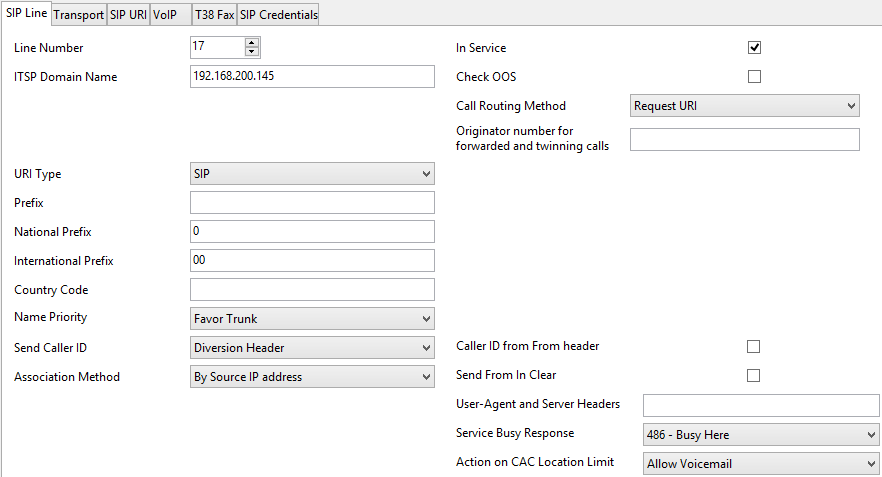 SIP Line Transport SIP URI VoIP T38 Fax SIP Credentials
Line Number 17 In Service
ITSP Domain Name 192.168.200.145 Check OOS
Call Routing Method Request URI
Originator number for
forwarded and twinning calls
URI Type SIP
Prefix
National Prefix 0
International Prefix 00
Country Code
Name Priority Favor Trunk
Send Caller ID Diversion Header Caller ID from From header
Association Method By Source IP address Send From In Clear
User-Agent and Server Headers
Service Busy Response 486 - Busy Here
Action on CAC Location Limit Allow Voicemail